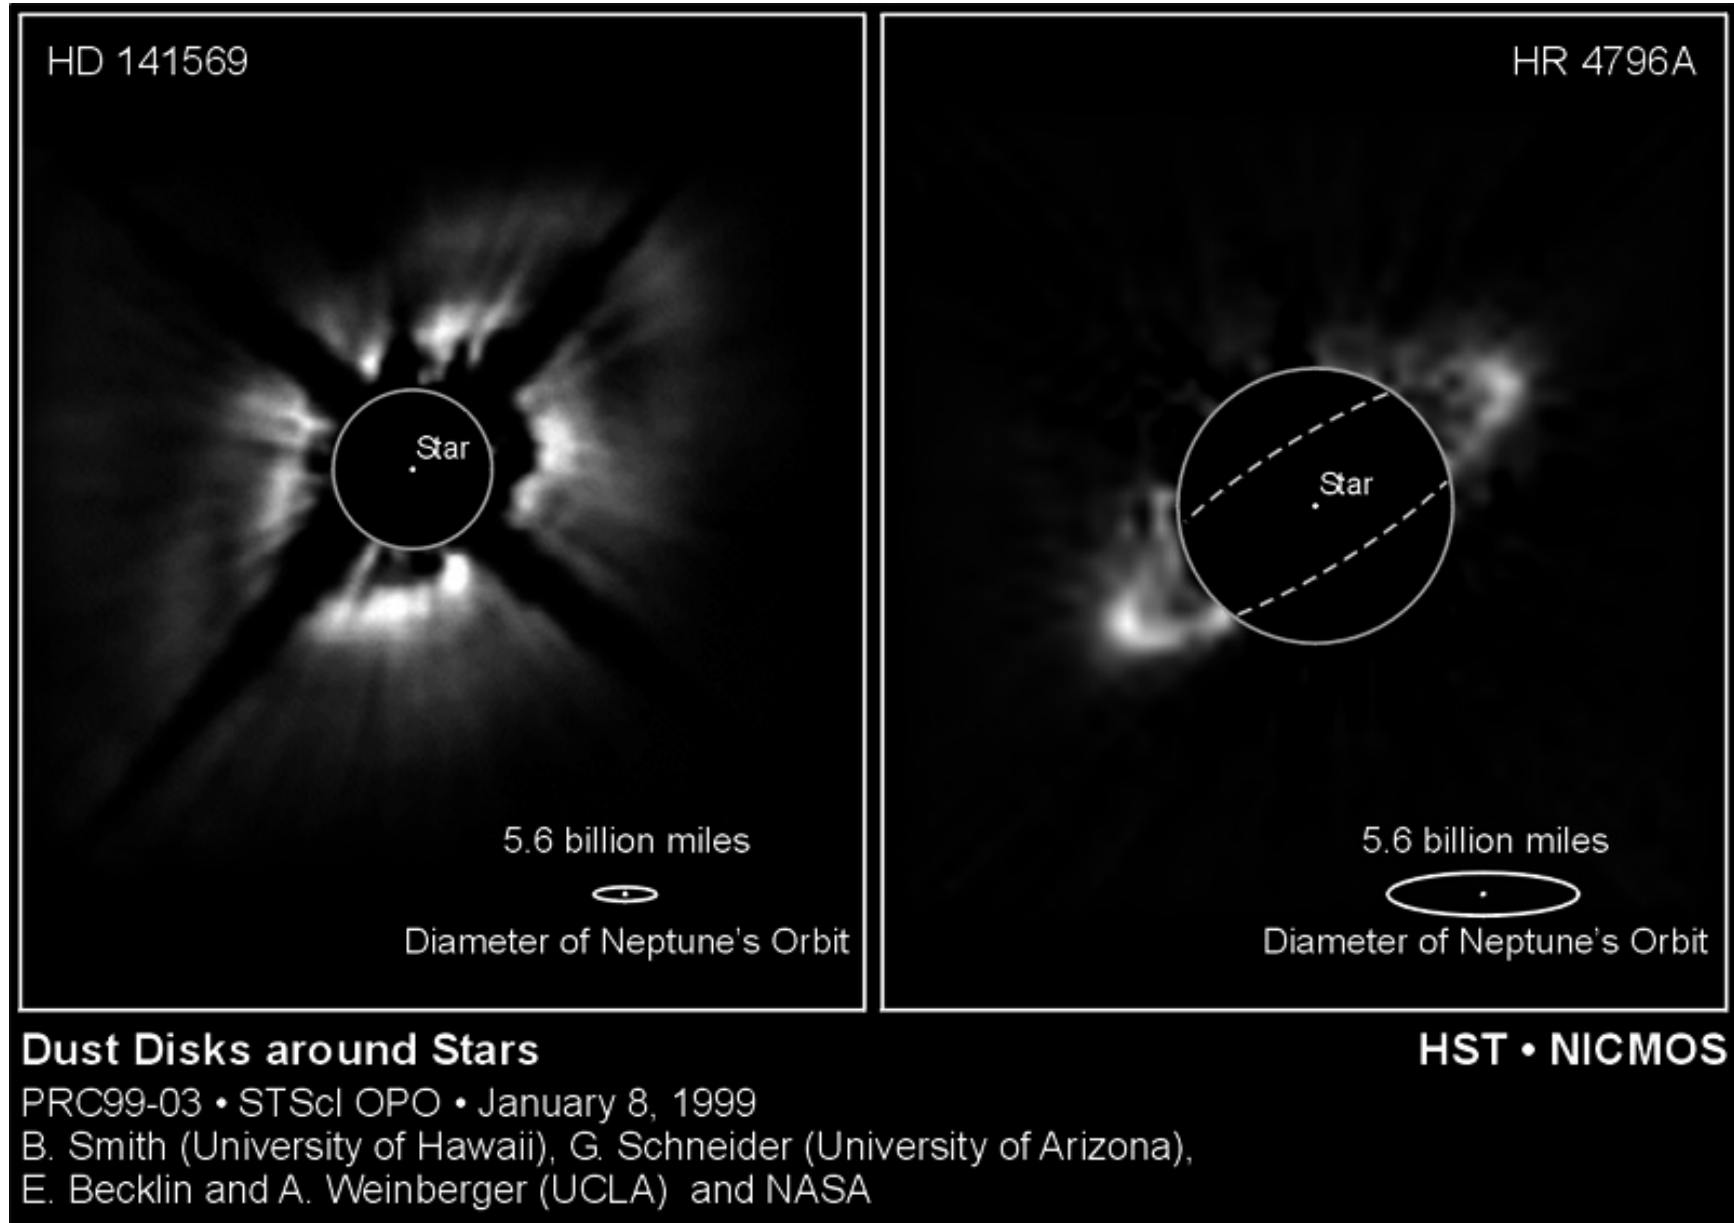 HD 141569
Star
5.6 billion miles
Diameter of Neptune's Orbit
HR 4796A
Star
5.6 billion miles
Diameter of Neptune's Orbit
Dust Disks around Stars
HST • NICMOS
PRC99-03 • STScI OPO • January 8, 1999
B. Smith (University of Hawaii), G. Schneider (University of Arizona),
E. Becklin and A. Weinberger (UCLA) and NASA